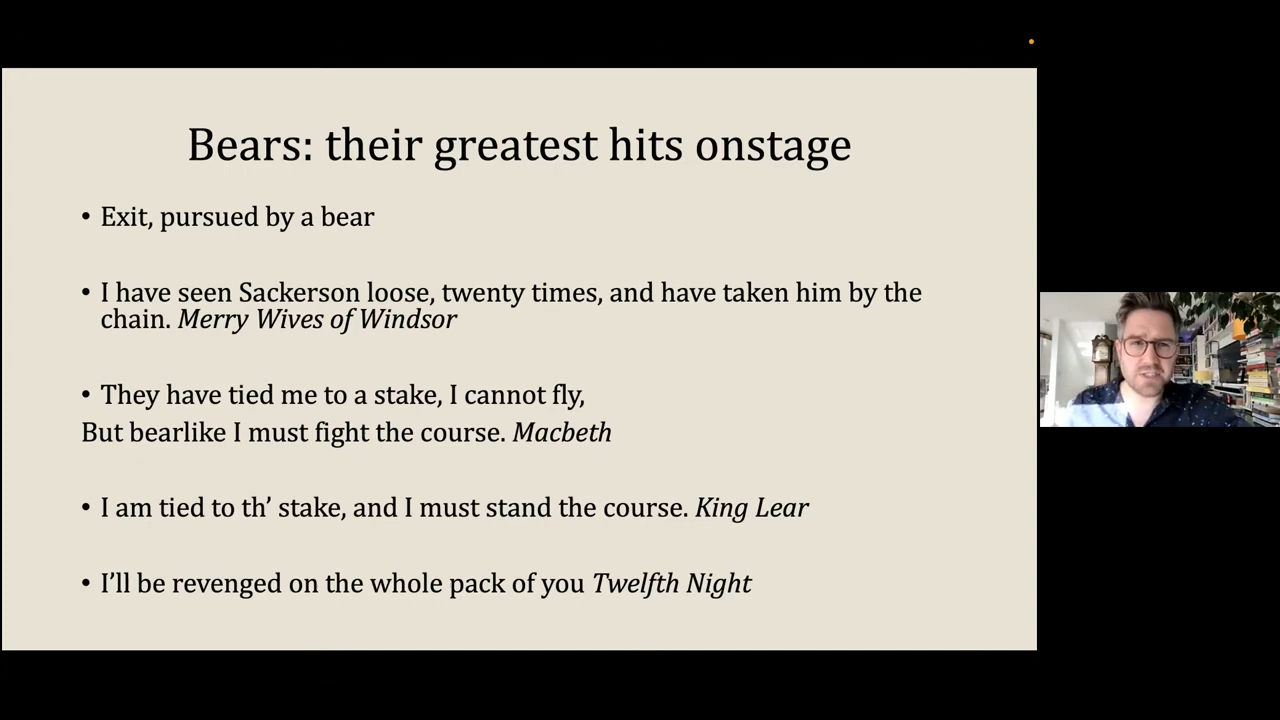 Bears: their greatest hits onstage
• Exit, pursued by a bear
• I have seen Sackerson loose, twenty times, and have taken him by the
chain. Merry Wives of Windsor
• They have tied me to a stake, I cannot fly,
But bearlike I must fight the course. Macbeth
• I am tied to th’ stake, and I must stand the course. King Lear
• I’ll be revenged on the whole pack of you Twelfth Night